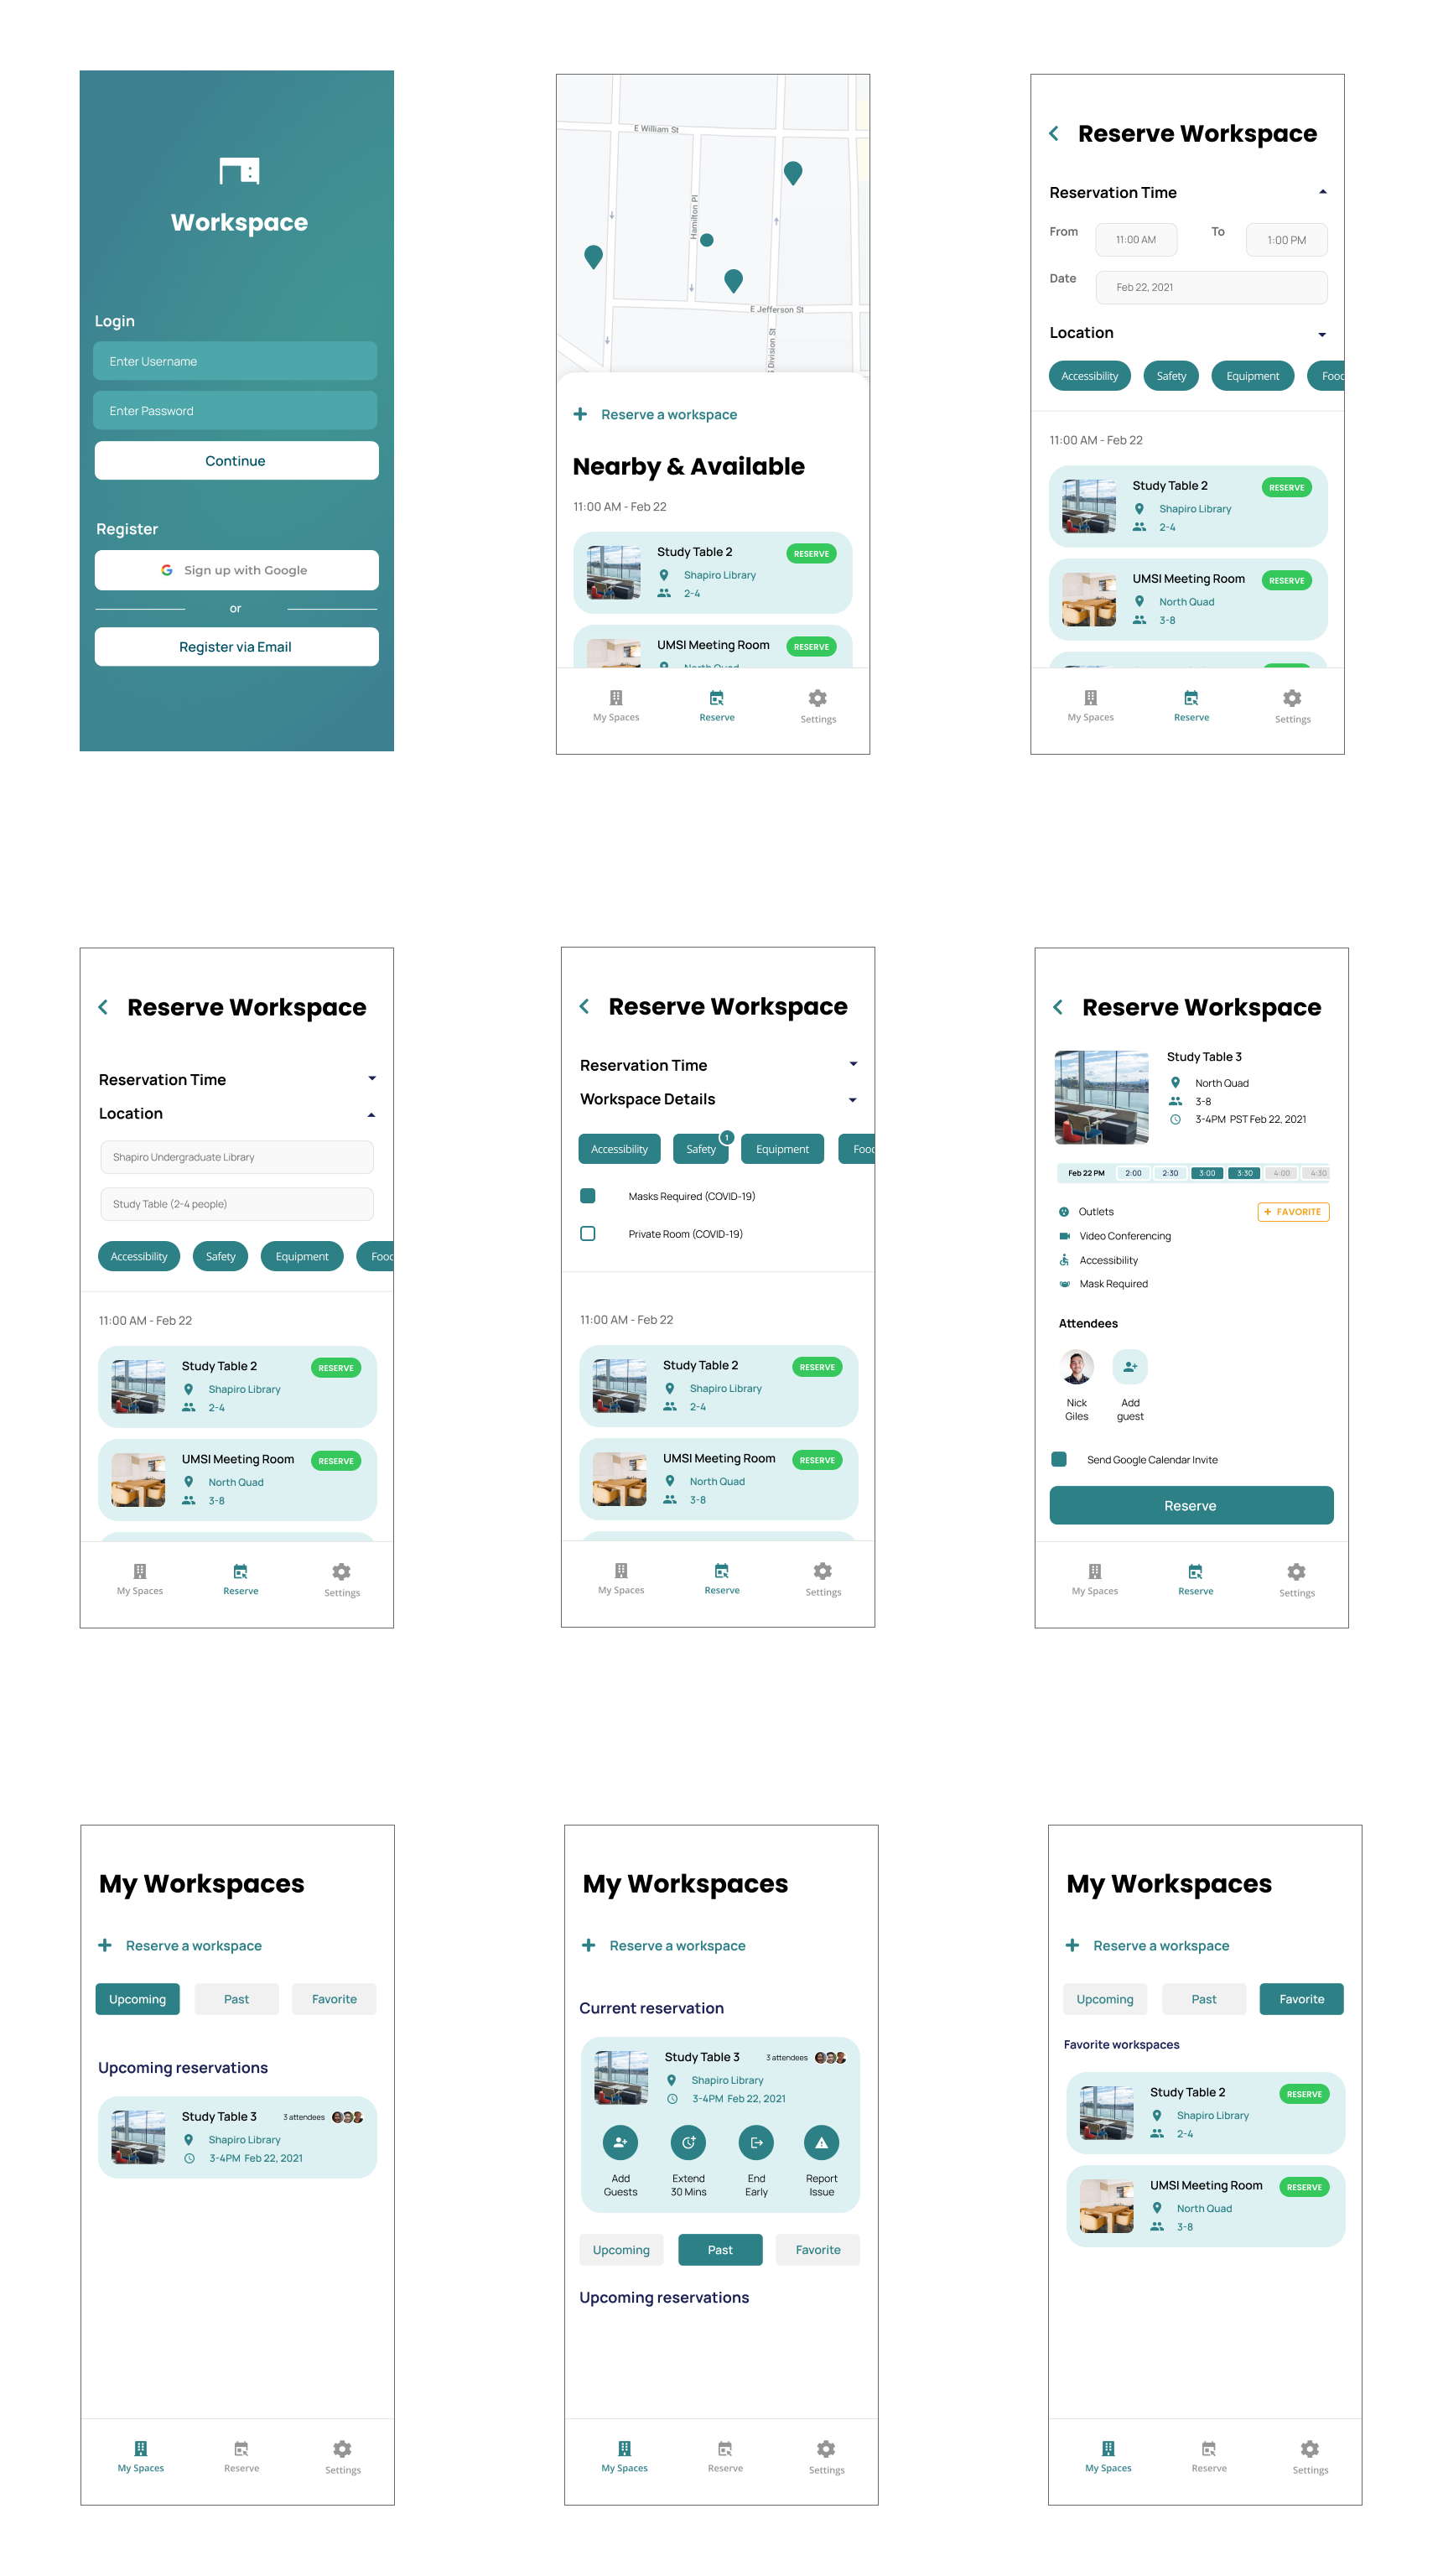 Workspace
Login
Enter Username
Enter Password
Continue
Register
Sign up with Google
or
Register via Email
E William St
Hamilton Pl
E Jefferson St
S Division St
Reserve a workspace
Nearby & Available
11:00 AM - Feb 22
Study Table 2
RESERVE
Shapiro Library
2-4
UMSI Meeting Room
RESERVE
North Quad
My Spaces
Reserve
Settings
Reserve Workspace
Reservation Time
From
11:00 AM
To
1:00 PM
Date
Feb 22, 2021
Location
Accessibility
Safety
Equipment
Food
11:00 AM - Feb 22
Study Table 2
RESERVE
Shapiro Library
2-4
UMSI Meeting Room
RESERVE
North Quad
3-8
My Spaces
Reserve
Settings
Reserve Workspace
Reservation Time
Location
Shapiro Undergraduate Library
Study Table (2-4 people)
Accessibility
Safety
Equipment
Food
11:00 AM - Feb 22
Study Table 2
RESERVE
Shapiro Library
2-4
UMSI Meeting Room
RESERVE
North Quad
3-8
My Spaces
Reserve
Settings
Reserve Workspace
Reservation Time
Workspace Details
Accessibility
Safety
1
Equipment
Food
Masks Required (COVID-19)
Private Room (COVID-19)
11:00 AM - Feb 22
Study Table 2
RESERVE
Shapiro Library
2-4
UMSI Meeting Room
RESERVE
North Quad
3-8
My Spaces
Reserve
Settings
Reserve Workspace
Study Table 3
North Quad
3-8
3-4PM PST Feb 22, 2021
Feb 22 PM
2:00
2:30
3:00
3:30
4:00
4:30
Outlets
FAVORITE
Video Conferencing
Accessibility
Mask Required
Attendees
Nick
Giles
Add
guest
Send Google Calendar Invite
Reserve
My Spaces
Reserve
Settings
My Workspaces
Reserve a workspace
Upcoming
Past
Favorite
Upcoming reservations
Study Table 3
3 attendees
Shapiro Library
3-4PM Feb 22, 2021
My Spaces
Reserve
Settings
My Workspaces
Reserve a workspace
Current reservation
Study Table 3
3 attendees
Shapiro Library
3-4PM Feb 22, 2021
Add
Guests
Extend
30 Mins
End
Early
Report
Issue
Upcoming
Past
Favorite
Upcoming reservations
My Spaces
Reserve
Settings
My Workspaces
Reserve a workspace
Upcoming
Past
Favorite
Favorite workspaces
Study Table 2
RESERVE
Shapiro Library
2-4
UMSI Meeting Room
RESERVE
North Quad
3-8
My Spaces
Reserve
Settings